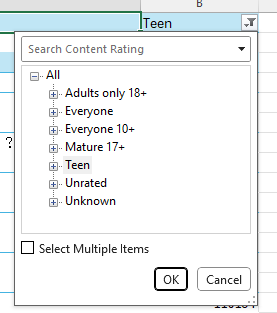 B
Teen
Search Content Rating
All
Adults only 18+
Everyone
Everyone 10+
?
Mature 17+
Teen
Unrated
Unknown
Select Multiple Items
OK Cancel